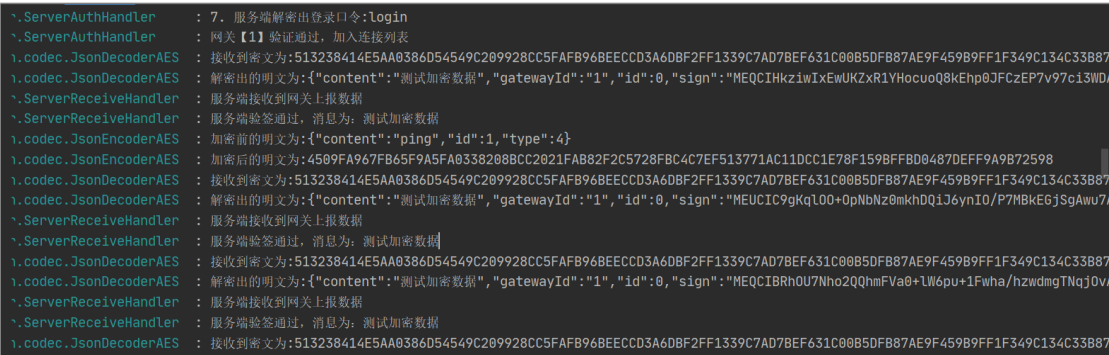 .ServerAuthHandler : 7. 服务端解密出登录口令:login
.ServerAuthHandler : 网关【1】验证通过，加入连接列表
.codec.JsonDecoderAES : 接收到密文为:513238414E5AA0386D54549C209928CC5FAFB96BEECCD3A6DBF2FF1339C7AD7BEF631C00B5DFB87AE9F459B9FF1F349C134C33B87
.codec.JsonDecoderAES : 解密出的明文为:{"content":"测试加密数据","gatewayId":"1","id":0,"sign":"MEQCIHkziwIxEwUKZxR1YHocuoQ8kEhp0JFCzEP7v97ci3WDA
.ServerReceiveHandler : 服务端接收到网关上报数据
.ServerReceiveHandler : 服务端验签通过，消息为：测试加密数据
.codec.JsonEncoderAES : 加密前的明文为:{"content":"ping","id":1,"type":4}
.codec.JsonEncoderAES : 加密后的明文为:4509FA967FB65F9A5FA0338208BCC2021FAB82F2C5728FBC4C7EF513771AC11DCC1E78F159BFFBD0487DEFF9A9B72598
.codec.JsonDecoderAES : 接收到密文为:513238414E5AA0386D54549C209928CC5FAFB96BEECCD3A6DBF2FF1339C7AD7BEF631C00B5DFB87AE9F459B9FF1F349C134C33B87
.codec.JsonDecoderAES : 解密出的明文为:{"content":"测试加密数据","gatewayId":"1","id":0,"sign":"MEUCIC9gKqlOO+OpNbNz0mkhDQiJ6ynIO/P7MBkEGjSgAwu7A
.ServerReceiveHandler : 服务端接收到网关上报数据
.ServerReceiveHandler : 服务端验签通过，消息为：测试加密数据
.codec.JsonDecoderAES : 接收到密文为:513238414E5AA0386D54549C209928CC5FAFB96BEECCD3A6DBF2FF1339C7AD7BEF631C00B5DFB87AE9F459B9FF1F349C134C33B87
.codec.JsonDecoderAES : 解密出的明文为:{"content":"测试加密数据","gatewayId":"1","id":0,"sign":"MEQCIBRhOU7Nho2QQhmFVa0+lW6pu+1Fwha/hzwdmgTNqjOvA
.ServerReceiveHandler : 服务端接收到网关上报数据
.ServerReceiveHandler : 服务端验签通过，消息为：测试加密数据
.codec.JsonDecoderAES : 接收到密文为:513238414E5AA0386D54549C209928CC5FAFB96BEECCD3A6DBF2FF1339C7AD7BEF631C00B5DFB87AE9F459B9FF1F349C134C33B87